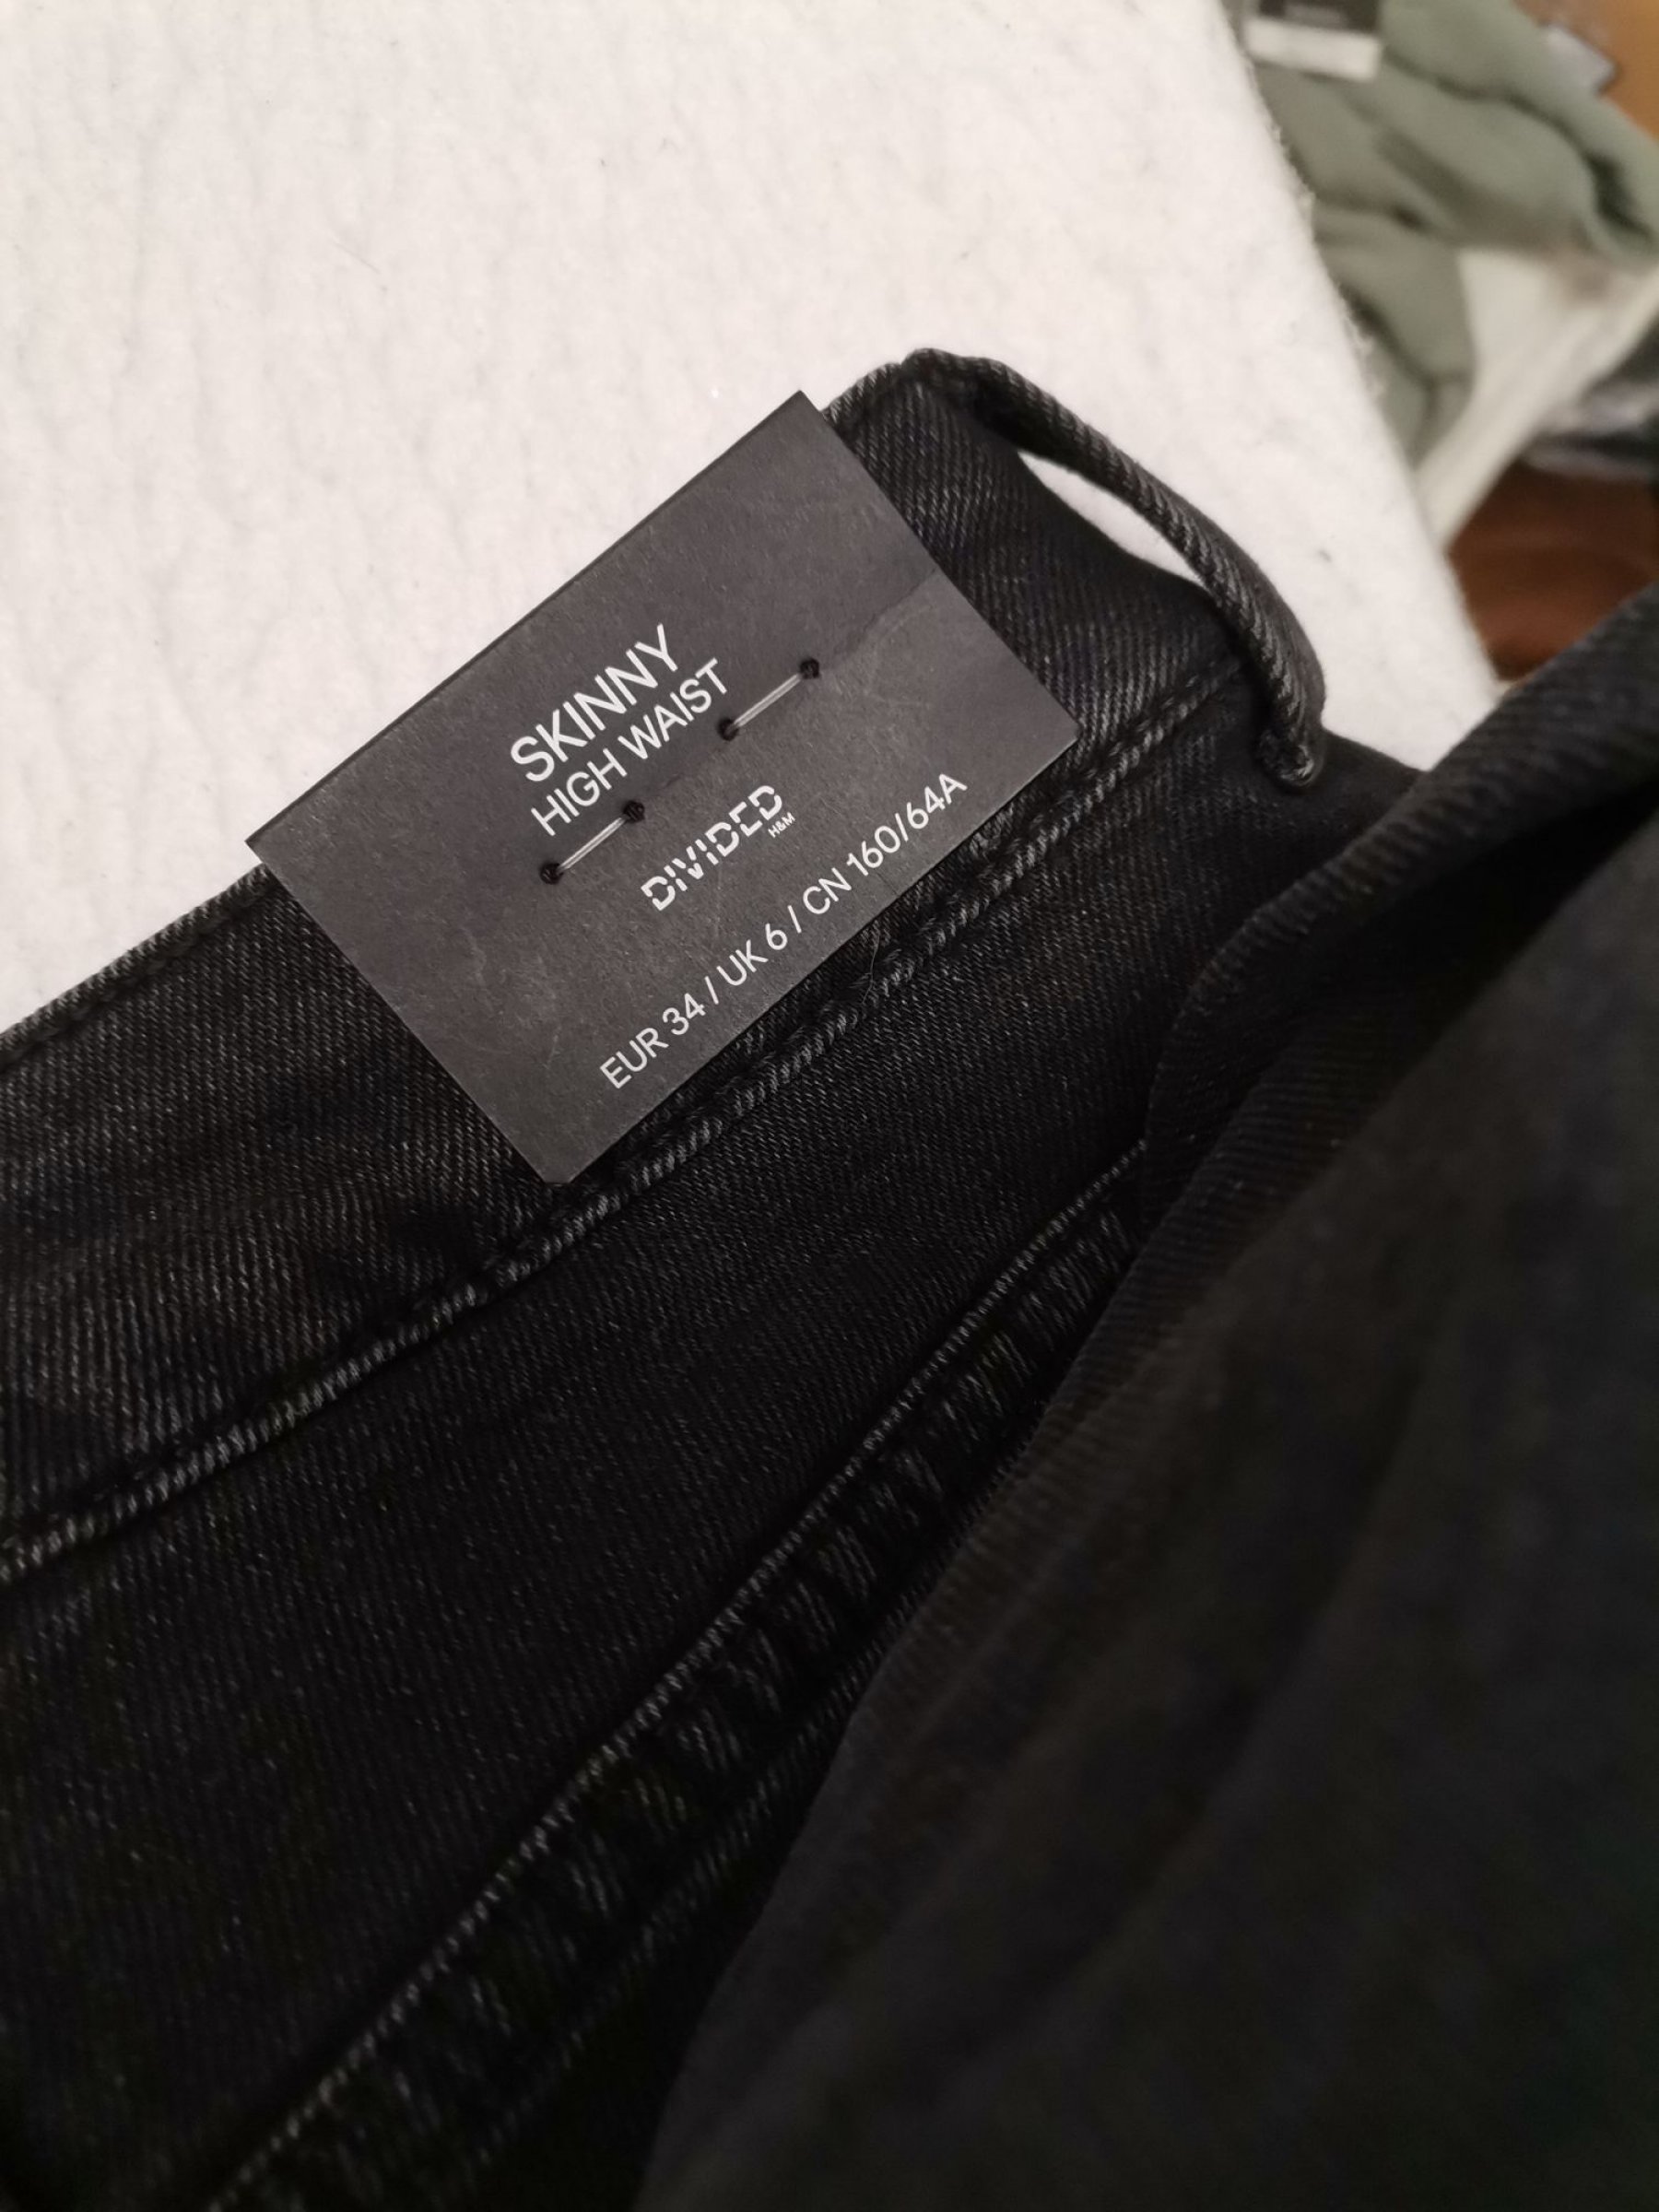 SKINNY
HIGH WAIST
DIVIDED
H&M
EUR 34 / UK 6 / CN 160/64A